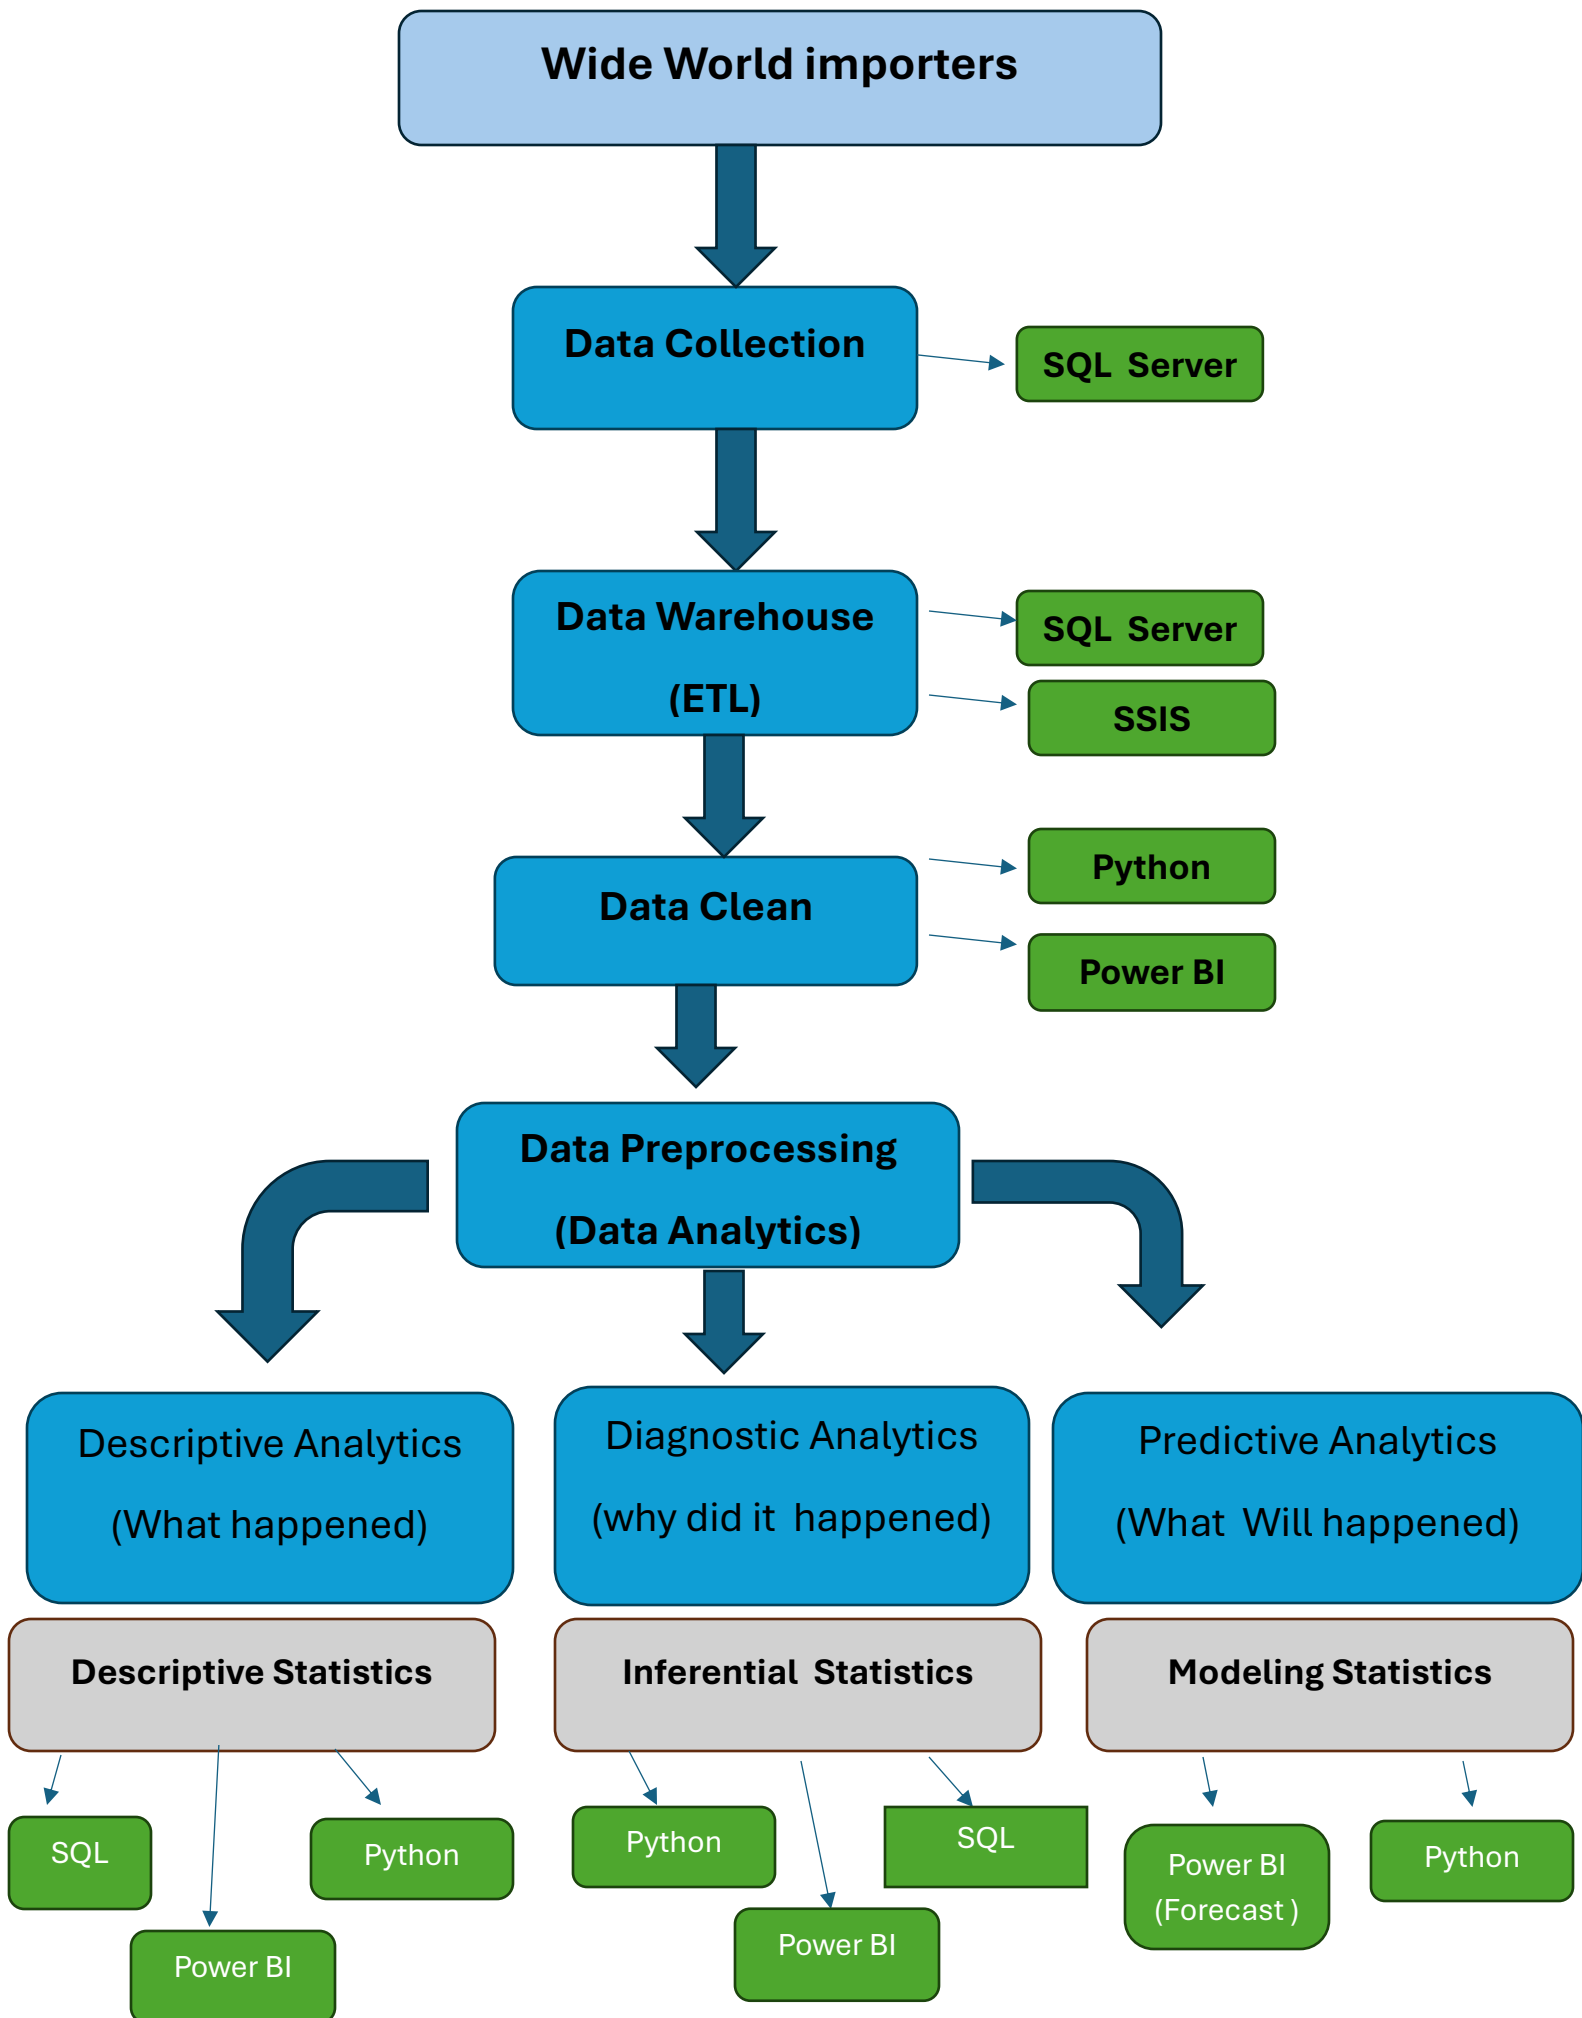 Wide World importers
Data Collection
SQL  Server
Data Warehouse
(ETL)
SQL  Server
SSIS
Data Clean
Python
Power BI
Data Preprocessing
(Data Analytics)
Descriptive Analytics
(What happened)
Diagnostic Analytics
(why did it  happened)
Predictive Analytics
(What  Will happened)
Descriptive Statistics
Inferential  Statistics
Modeling Statistics
SQL
Power BI
Python
Python
Power BI
SQL
Power BI
(Forecast )
Python